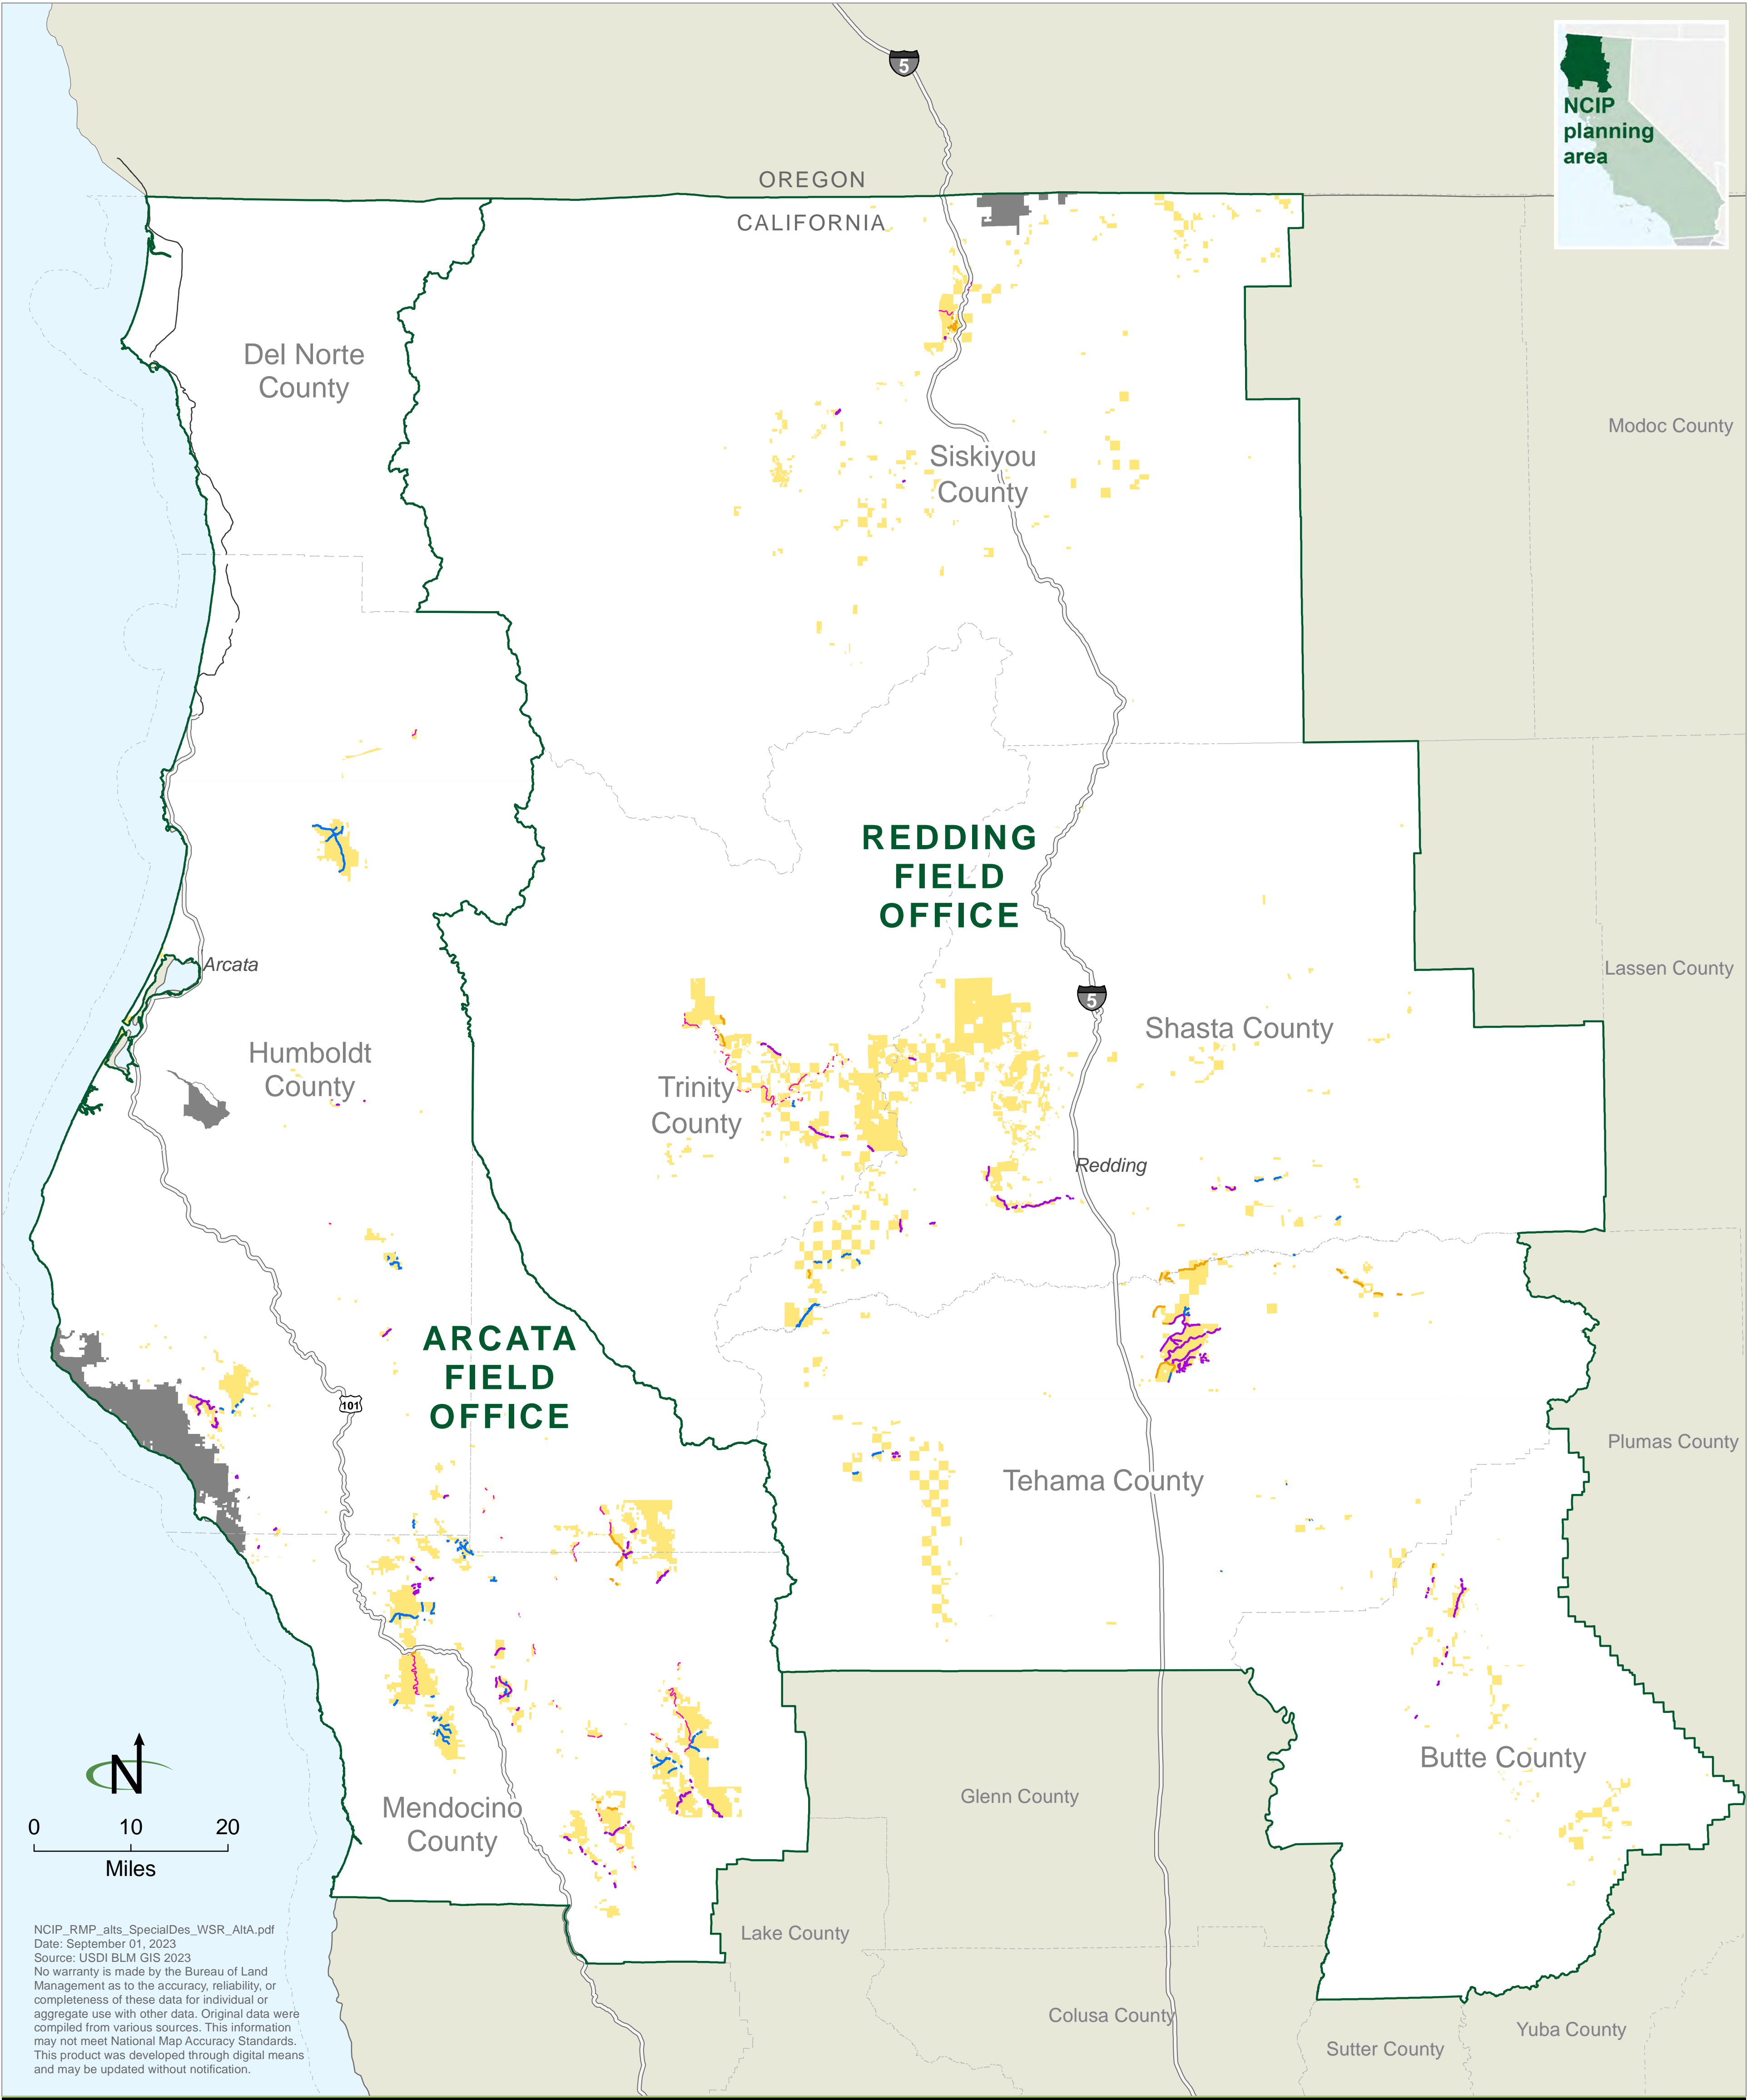 5
NCIP
planning
area
OREGON
CALIFORNIA
Del Norte
County
Modoc County
Siskiyou
County
REDDING
FIELD
OFFICE
Arcata
Lassen County
5
Shasta County
Humboldt
County
Trinity
County
Redding
ARCATA
FIELD
OFFICE
101
Plumas County
Tehama County
Butte County
N
Glenn County
Mendocino
County
0 10 20
Miles
Lake County
Colusa County
Yuba County
Sutter County
NCIP_RMP_alts_SpecialDes_WSR_AltA.pdf
Date: September 01, 2023
Source: USDI BLM GIS 2023
No warranty is made by the Bureau of Land
Management as to the accuracy, reliability, or
completeness of these data for individual or
aggregate use with other data. Original data were
compiled from various sources. This information
may not meet National Map Accuracy Standards.
This product was developed through digital means
and may be updated without notification.